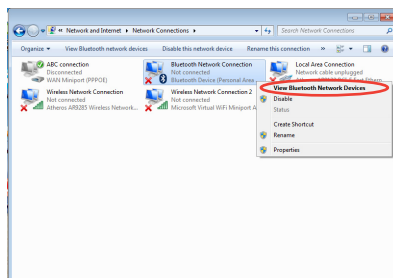 « Network and Internet ▸ Network Connections ▸
Search Network Connections
Organize ▾ View Bluetooth network devices Disable this network device Rename this connection »
ABC connection
Disconnected
WAN Miniport (PPPOE)
Bluetooth Network Connection
Not connected
Bluetooth Device (Personal Area
Local Area Connection
Network cable unplugged
Wireless Network Connection
Not connected
Atheros AR9285 Wireless Network...
Wireless Network Connection 2
Not connected
Microsoft Virtual WiFi Miniport A
View Bluetooth Network Devices
Disable
Status
Create Shortcut
Rename
Properties